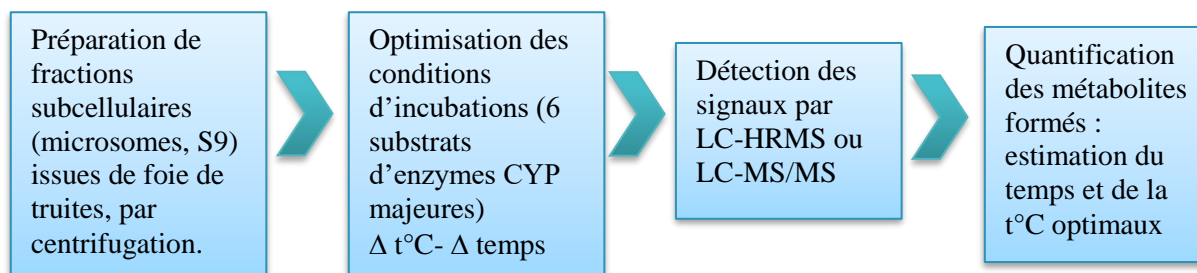 Préparation de
fractions
subcellulaires
(microsomes, S9)
issues de foie de
truites, par
centrifugation.
Optimisation des
conditions
d’incubations (6
substrats
d’enzymes CYP
majeures)
Δ t°C- Δ temps
Détection des
signaux par
LC-HRMS ou
LC-MS/MS
Quantification
des métabolites
formés :
estimation du
temps et de la
t°C optimaux